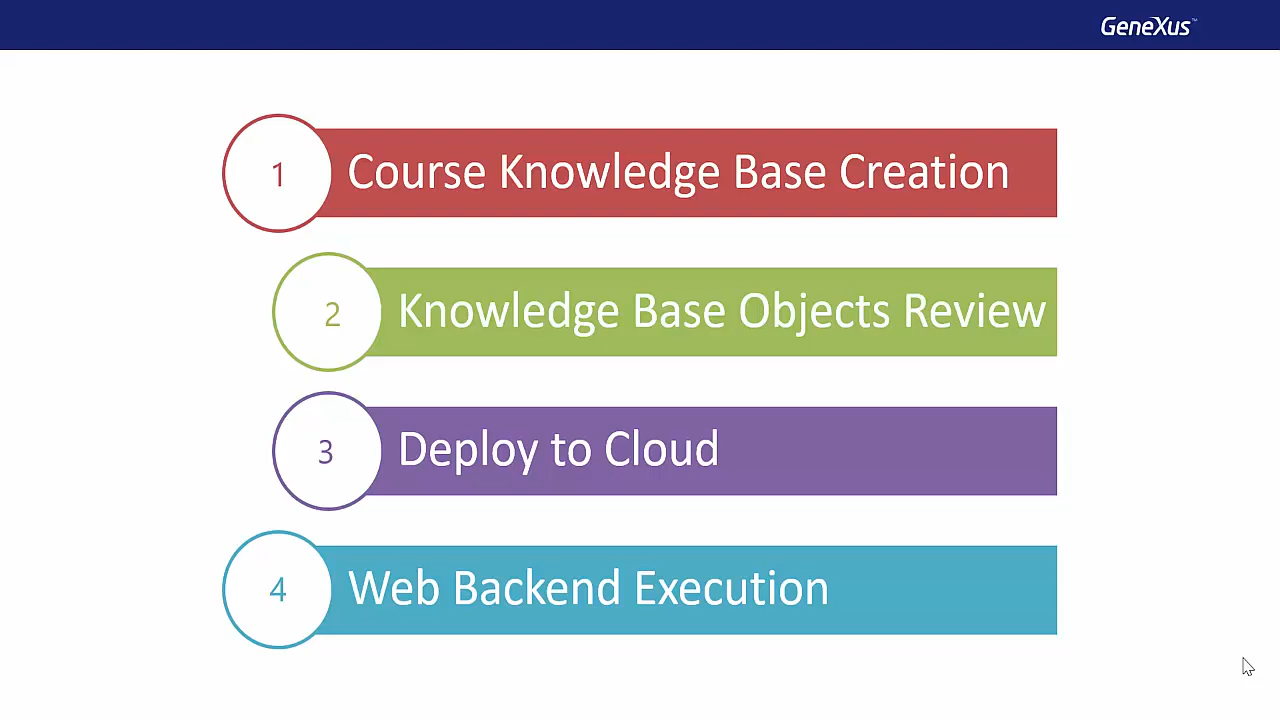 GeneXus™
1 Course Knowledge Base Creation
2 Knowledge Base Objects Review
3 Deploy to Cloud
4 Web Backend Execution